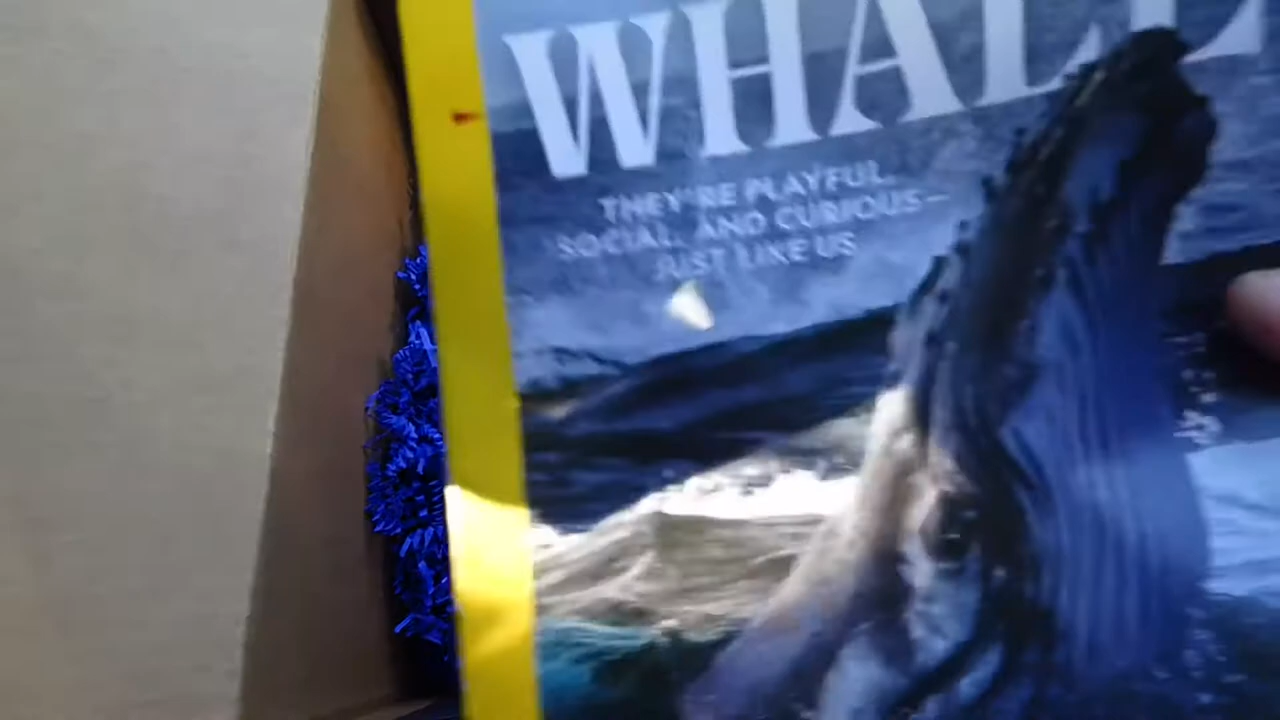 WHALE
THEY'RE PLAYFUL,
SOCIAL, AND CURIOUS—
JUST LIKE US